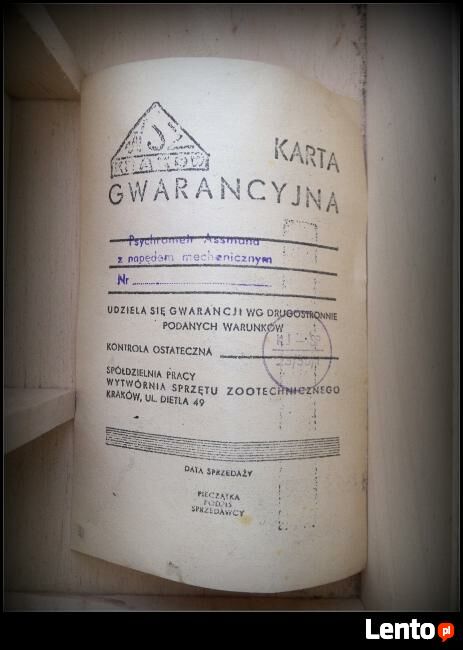 KRAKÓW
KARTA
GWARANCYJNA
Psychrometr Assmana
z napędem mechanicznym
Nr
UDZIELA SIĘ GWARANCJI WG DRUGOSTRONNIE
PODANYCH WARUNKÓW
KONTROLA OSTATECZNA
SPÓŁDZIELNIA PRACY
WYTWÓRNIA SPRZĘTU ZOOTECHNICZNEGO
KRAKÓW, UL. DIETLA 49
DATA SPRZEDAŻY
PIECZĄTKA
PODPIS
SPRZEDAWCY
Lento.pl